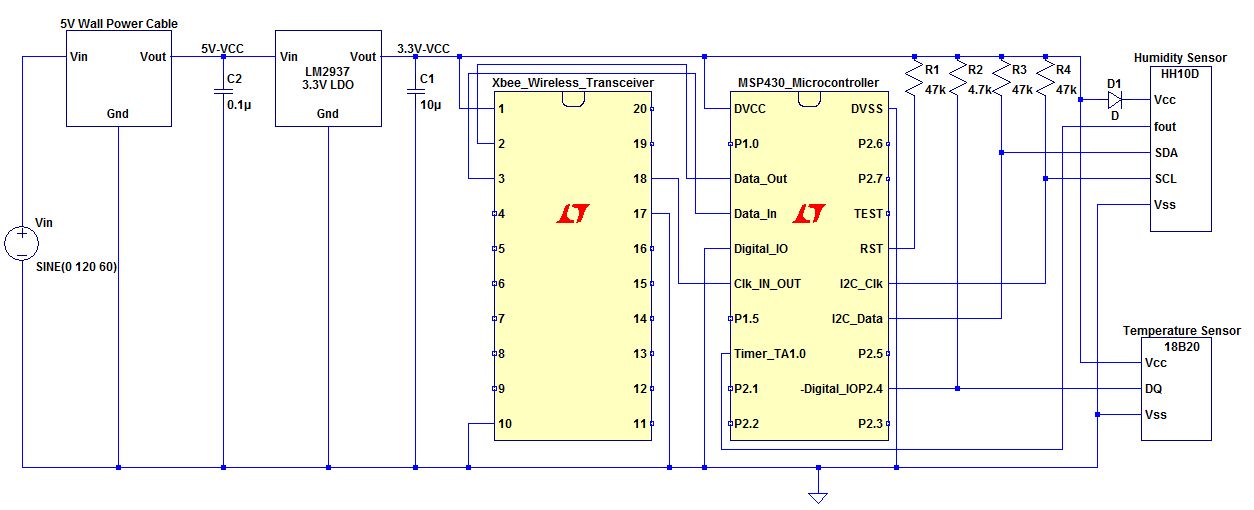 5V Wall Power Cable
Vin
Vout
Gnd
5V-VCC
C2
0.1µ
Vin
Vout
LM2937
3.3V LDO
Gnd
3.3V-VCC
C1
10µ
Vin
SINE(0 120 60)
Xbee_Wireless_Transceiver
1
2
3
4
5
6
7
8
9
10
20
19
18
17
16
15
14
13
12
11
MSP430_Microcontroller
DVCC
P1.0
Data_Out
Data_In
Digital_IO
Clk_IN_OUT
P1.5
Timer_TA1.0
P2.1
P2.2
DVSS
P2.6
P2.7
TEST
RST
I2C_Clk
I2C_Data
P2.5
-Digital_IOP2.4
P2.3
R1
47k
R2
4.7k
R3
47k
R4
47k
D1
D
Humidity Sensor
HH10D
Vcc
fout
SDA
SCL
Vss
Temperature Sensor
18B20
Vcc
DQ
Vss